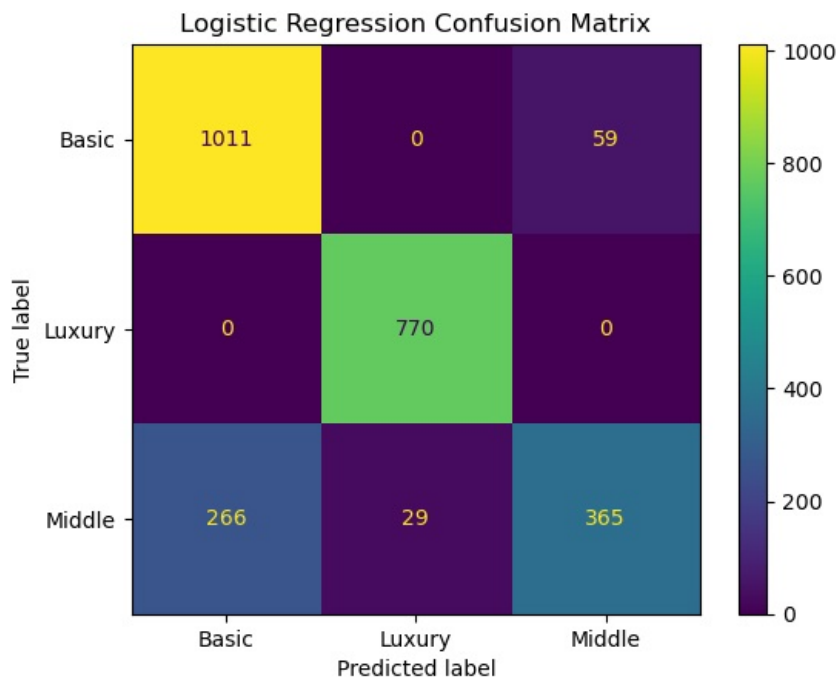 Logistic Regression Confusion Matrix
True label
Basic
1011 0 59
Luxury
0 770 0
Middle
266 29 365
Basic Luxury Middle
Predicted label
1000
800
600
400
200
0